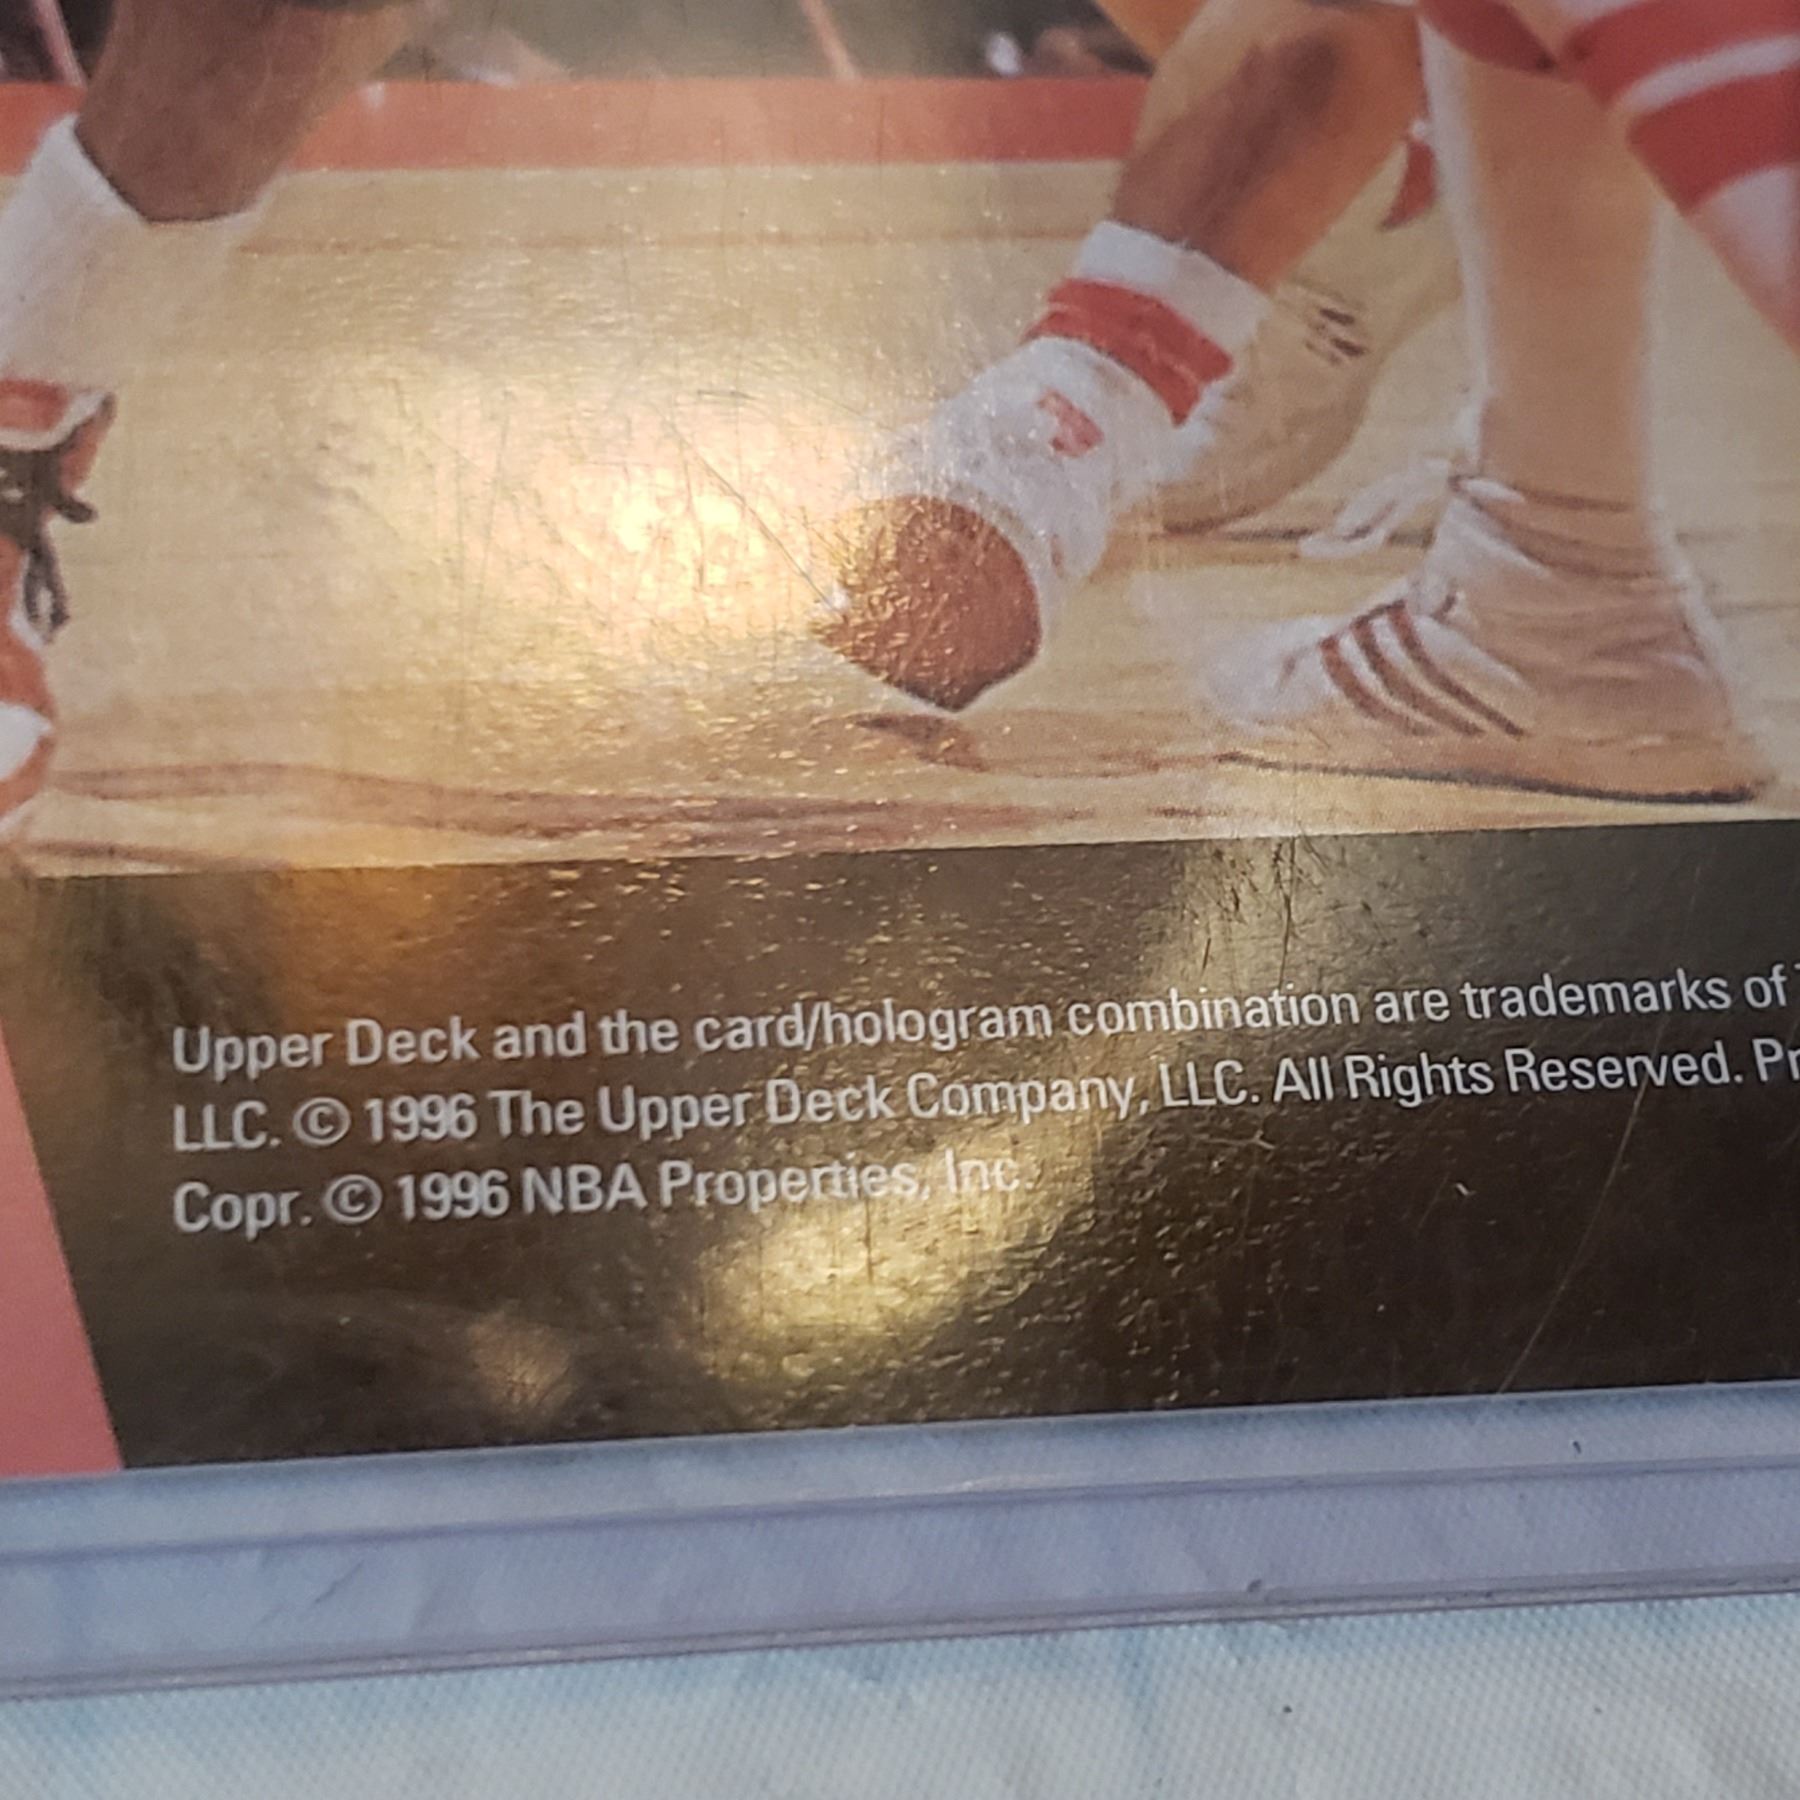 Upper Deck and the card/hologram combination are trademarks of
LLC. © 1996 The Upper Deck Company, LLC. All Rights Reserved.
Copr. © 1996 NBA Properties, Inc.